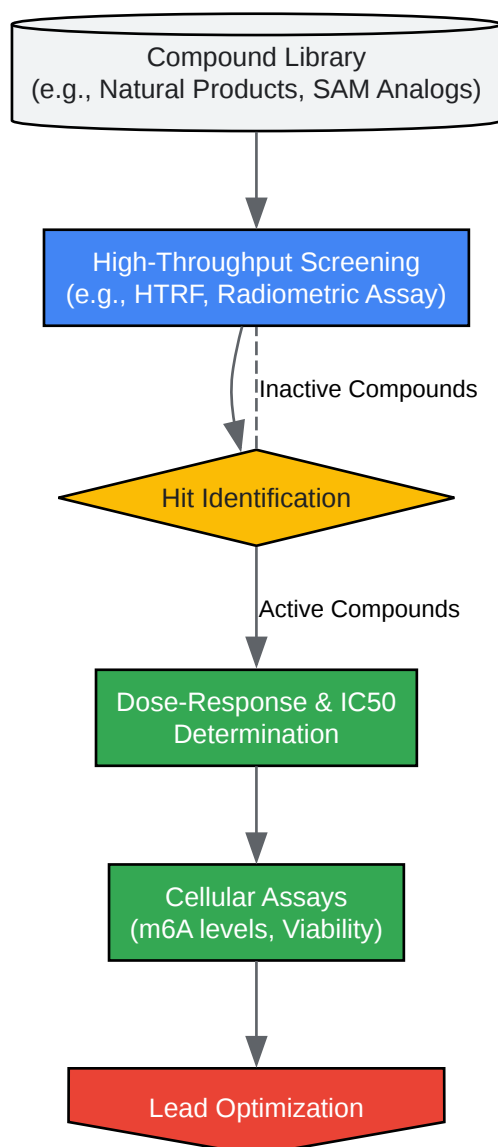 Compound Library
(e.g., Natural Products, SAM Analogs)
High-Throughput Screening
(e.g., HTRF, Radiometric Assay)
Inactive Compounds
Hit Identification
Active Compounds
Dose-Response & IC50
Determination
Cellular Assays
(m6A levels, Viability)
Lead Optimization